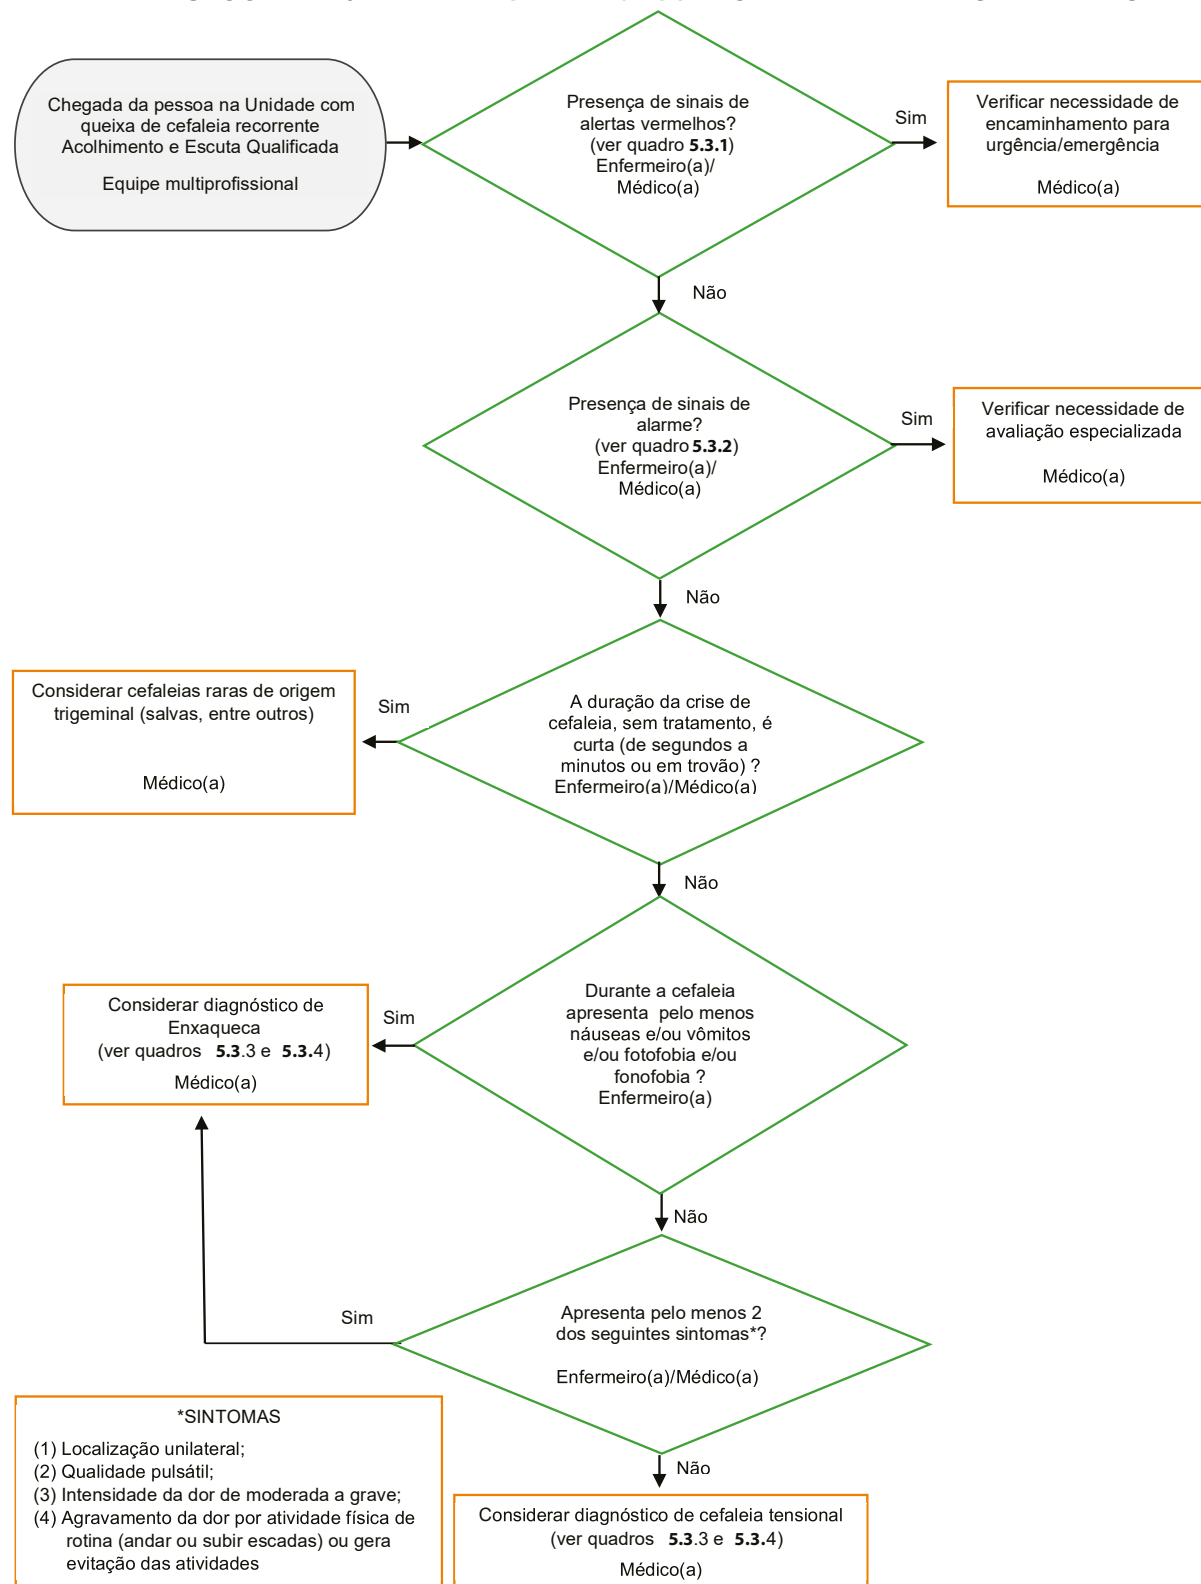 Chegada da pessoa na Unidade com
queixa de cefaleia recorrente
Acolhimento e Escuta Qualificada
Equipe multiprofissional
Presença de sinais de
alertas vermelhos?
(ver quadro 5.3.1)
Enfermeiro(a)/
Médico(a)
Sim
Verificar necessidade de
encaminhamento para
urgência/emergência
Médico(a)
Não
Presença de sinais de
alarme?
(ver quadro 5.3.2)
Enfermeiro(a)/
Médico(a)
Sim
Verificar necessidade de
avaliação especializada
Médico(a)
Não
A duração da crise de
cefaleia, sem tratamento, é
curta (de segundos a
minutos ou em trovão) ?
Enfermeiro(a)/Médico(a)
Sim
Considerar cefaleias raras de origem
trigeminal (salvas, entre outros)
Médico(a)
Não
Durante a cefaleia
apresenta pelo menos
náuseas e/ou vômitos
e/ou fotofobia e/ou
fonofobia ?
Enfermeiro(a)
Sim
Considerar diagnóstico de
Enxaqueca
(ver quadros 5.3.3 e 5.3.4)
Médico(a)
Não
Apresenta pelo menos 2
dos seguintes sintomas*?
Enfermeiro(a)/Médico(a)
Sim
*SINTOMAS
(1) Localização unilateral;
(2) Qualidade pulsátil;
(3) Intensidade da dor de moderada a grave;
(4) Agravamento da dor por atividade física de
rotina (andar ou subir escadas) ou gera
evitação das atividades
Não
Considerar diagnóstico de cefaleia tensional
(ver quadros 5.3.3 e 5.3.4)
Médico(a)